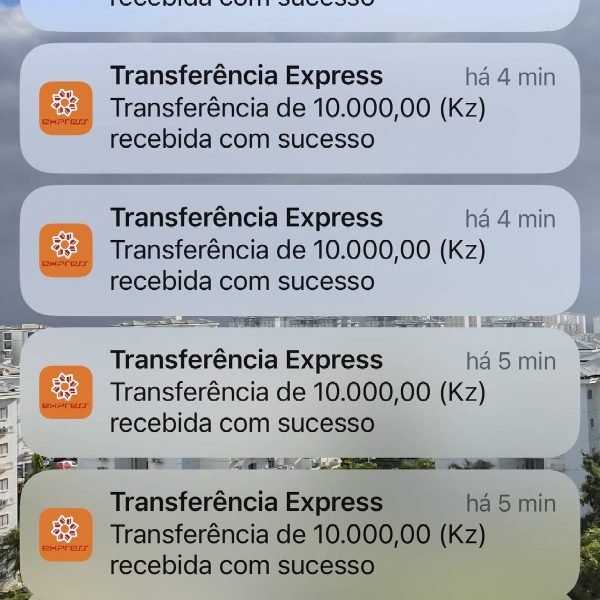 recebida com sucesso
Transferência Express há 4 min
Transferência de 10.000,00 (Kz)
recebida com sucesso
EXPRESS
Transferência Express há 4 min
Transferência de 10.000,00 (Kz)
recebida com sucesso
EXPRESS
Transferência Express há 5 min
Transferência de 10.000,00 (Kz)
recebida com sucesso
EXPRESS
Transferência Express há 5 min
Transferência de 10.000,00 (Kz)
recebida com sucesso
EXPRESS